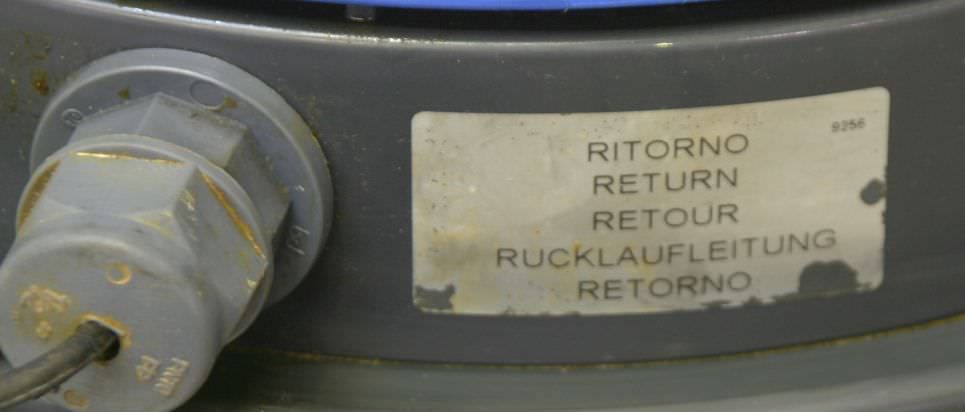 9256
RITORNO
RETURN
RETOUR
RUCKLAUFLEITUNG
RETORNO